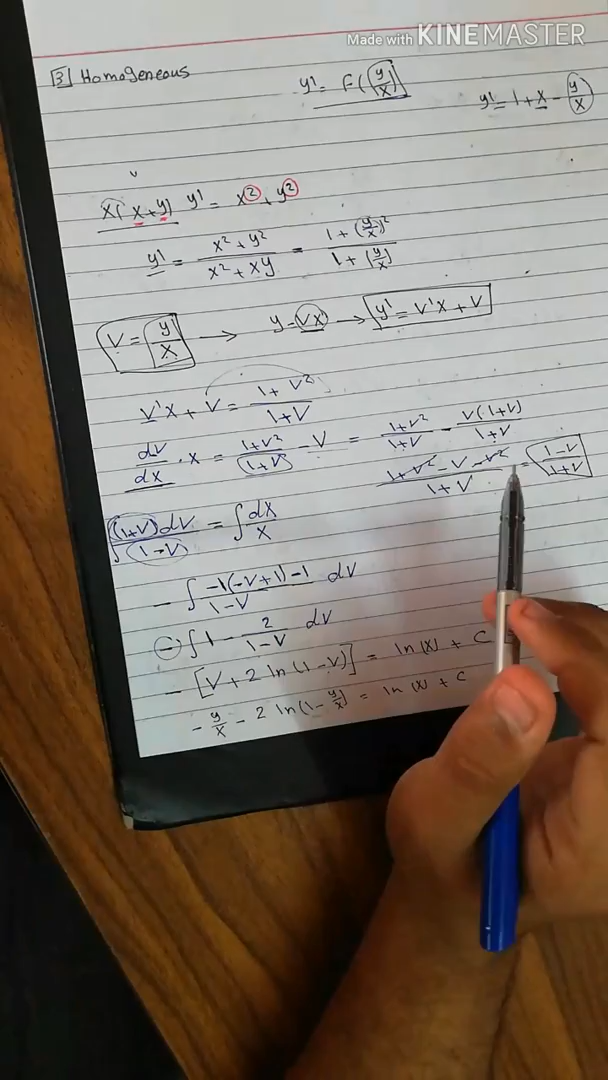 Made with KINEMASTER
[3] Homogeneous
y' = F(y/x)
y' = 1 + x - y/x
x(x+y) y' = x² + y²
y' = (x² + y²)/(x² + xy) = (1 + (y/x)²)/(1 + (y/x))
V = y/x → y = Vx → y' = V'x + V
V'x + V = (1 + V²)/(1+V)
dV/dx · x = (1+V²)/(1+V) - V = (1+V²)/(1+V) - V(1+V)/(1+V)
(1+V² - V - V²)/(1+V) = (1-V)/(1+V)
∫ (1+V)dV/(1-V) = ∫ dx/x
- ∫ (-1(-V+1)-1)/(1-V) dV
- ∫ 1 - 2/(1-V) dV
- [V + 2 ln(1-V)] = ln(x) + C
- y/x - 2 ln(1 - y/x) = ln(x) + C